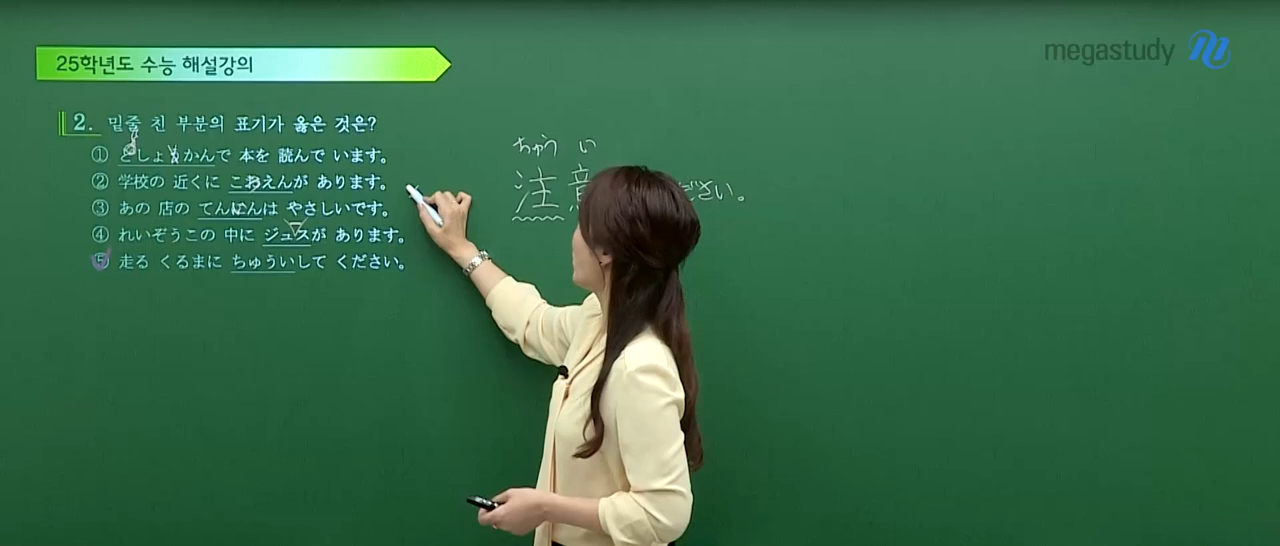 25학년도 수능 해설강의
megastudy
2. 밑줄 친 부분의 표기가 옳은 것은?
① どしょうかんで 本を 読んで います。
② 学校の 近くに こおえんが あります。
③ あの 店の てんにんは やさしいです。
④ れいぞうこの 中に ジュスが あります。
⑤ 走る くるまに ちゅういして ください。
ちゅう い
注意 ださい。